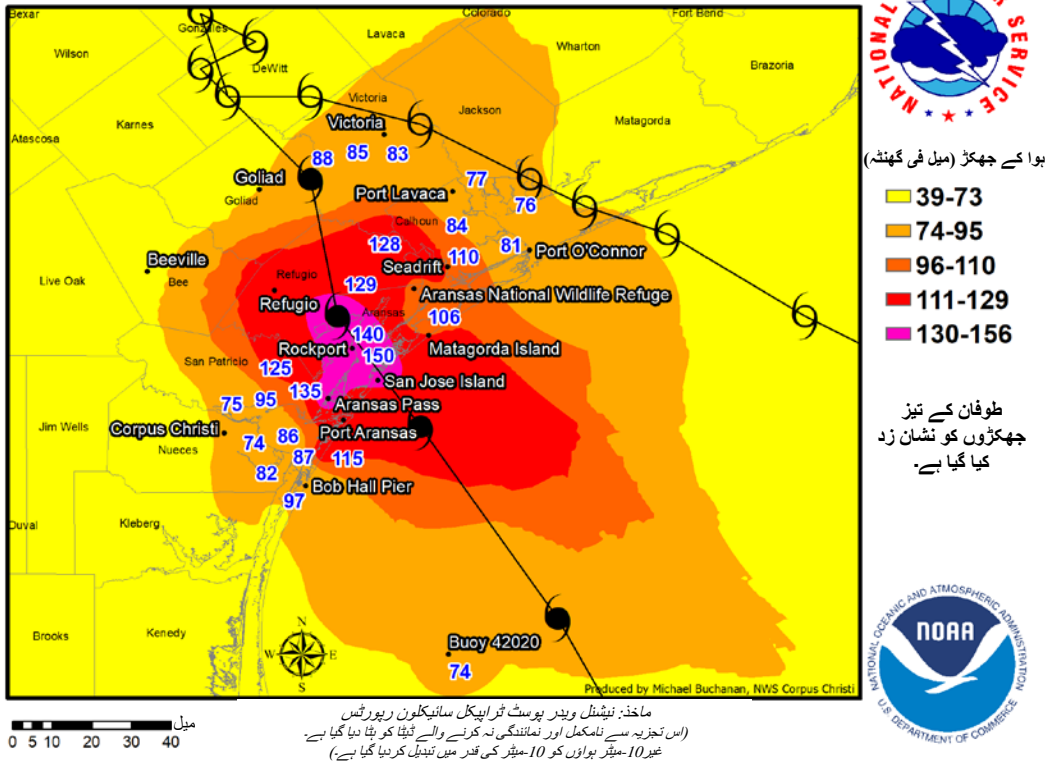 Bexar
Gonzales
Lavaca
Colorado
Fort Bend
Wilson
DeWitt
Wharton
Brazoria
Victoria
Jackson
Matagorda
Atascosa
Karnes
Victoria
88
85
83
Goliad
Goliad
Port Lavaca
77
76
Calhoun
84
128
81
Port O'Connor
110
Seadrift
Beeville
Bee
Live Oak
Refugio
129
Aransas National Wildlife Refuge
Refugio
Aransas
106
140
Rockport
150
Matagorda Island
San Patricio
125
San Jose Island
135
95
75
Aransas Pass
Jim Wells
Corpus Christi
86
Port Aransas
74
Nueces
87
115
82
Bob Hall Pier
97
Duval
Kleberg
Brooks
Kenedy
N
W
E
S
Buoy 42020
74
Produced by Michael Buchanan, NWS Corpus Christi
NATIONAL
SERVICE
ہوا کے جھکڑ (میل فی گھنٹہ)
39-73
74-95
96-110
111-129
130-156
طوفان کے تیز
جھکڑوں کو نشان زد
کیا گیا ہے۔
NATIONAL OCEANIC AND ATMOSPHERIC ADMINISTRATION
NOAA
U.S. DEPARTMENT OF COMMERCE
میل
0 5 10 20 30 40
ماخذ: نیشنل ویدر پوسٹ ٹراپیکل سائیکلون رپورٹس
(اس تجزیہ سے نامکمل اور نمائندگی نہ کرنے والے ڈیٹا کو ہٹا دیا گیا ہے۔
غیر10-میٹر ہواؤں کو 10-میٹر کی قدر میں تبدیل کردیا گیا ہے۔)